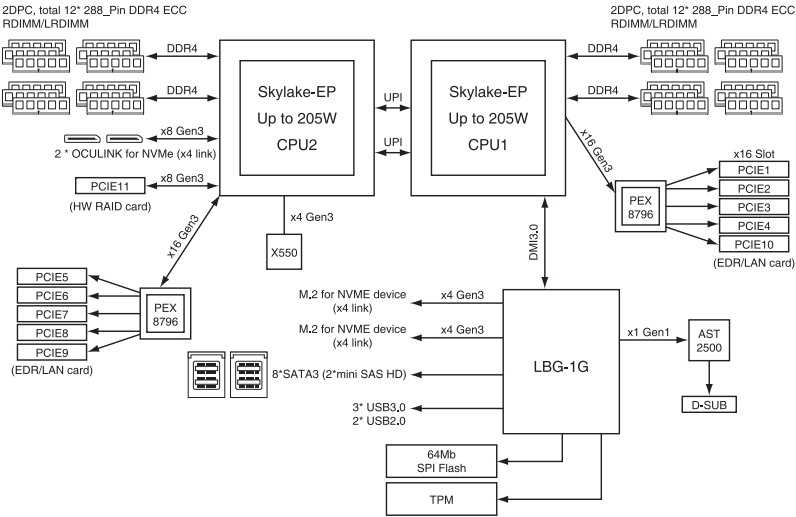 2DPC, total 12* 288_Pin DDR4 ECC
RDIMM/LRDIMM
2DPC, total 12* 288_Pin DDR4 ECC
RDIMM/LRDIMM
DDR4
DDR4
Skylake-EP
Up to 205W
CPU2
UPI
UPI
Skylake-EP
Up to 205W
CPU1
DDR4
DDR4
x8 Gen3
2 * OCULINK for NVMe (x4 link)
PCIE11
x8 Gen3
(HW RAID card)
x16 Gen3
x4 Gen3
X550
DMI3.0
x16 Gen3
PEX
8796
x16 Slot
PCIE1
PCIE2
PCIE3
PCIE4
PCIE10
(EDR/LAN card)
PCIE5
PCIE6
PCIE7
PCIE8
PCIE9
(EDR/LAN card)
PEX
8796
M.2 for NVME device
(x4 link)
x4 Gen3
M.2 for NVME device
(x4 link)
x4 Gen3
8*SATA3 (2*mini SAS HD)
3* USB3.0
2* USB2.0
LBG-1G
x1 Gen1
AST
2500
D-SUB
64Mb
SPI Flash
TPM